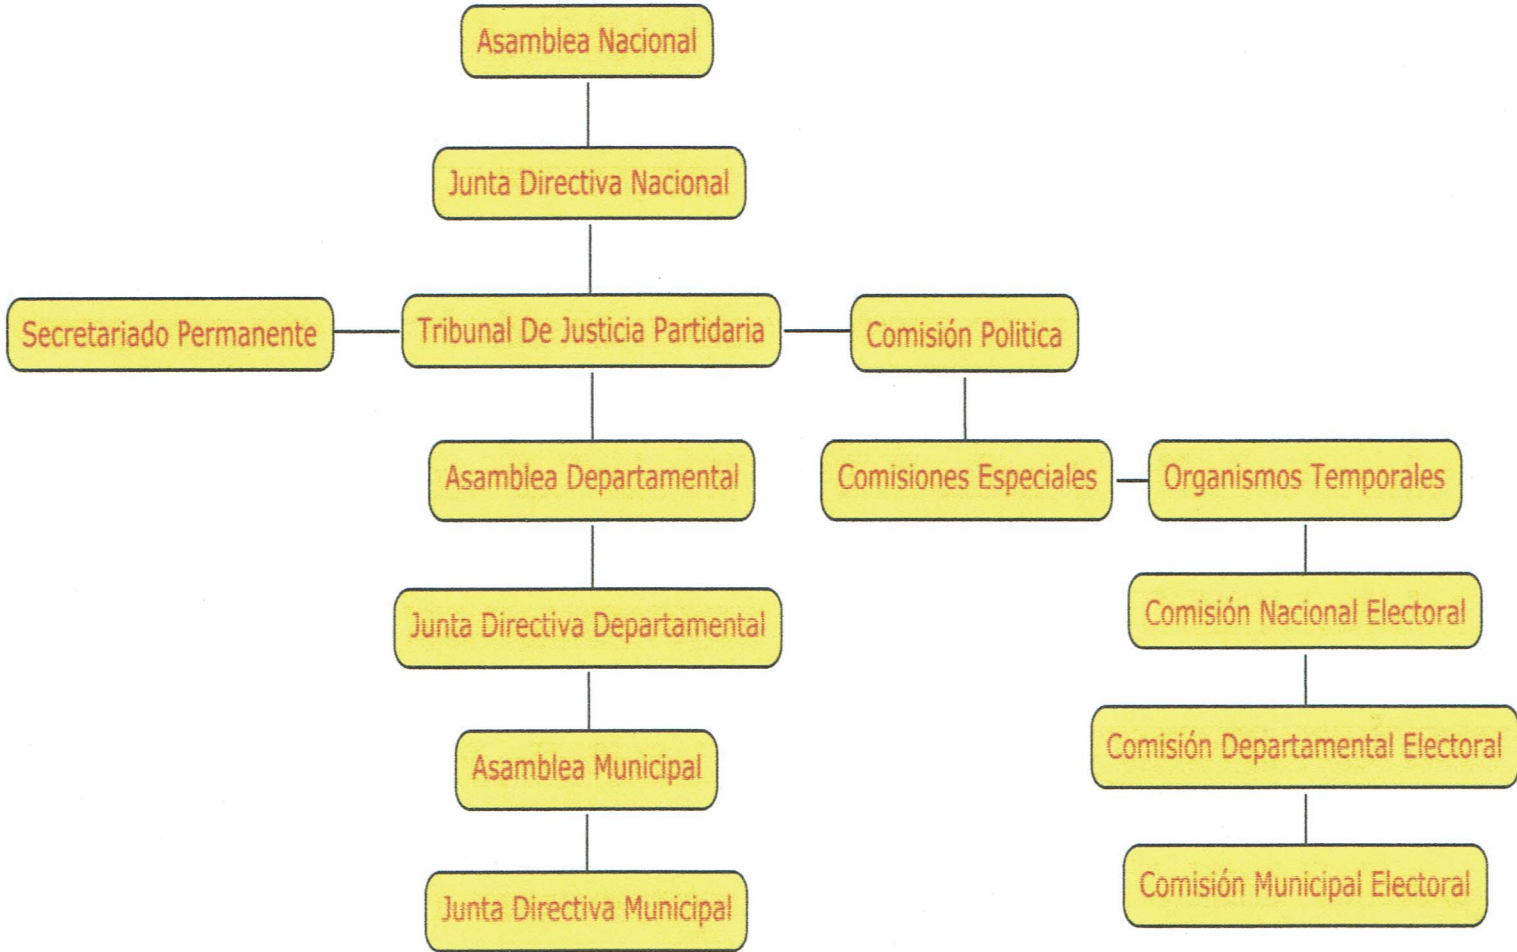 Asamblea Nacional
Junta Directiva Nacional
Secretariado Permanente
Tribunal De Justicia Partidaria
Comisión Politica
Asamblea Departamental
Comisiones Especiales
Organismos Temporales
Junta Directiva Departamental
Comisión Nacional Electoral
Asamblea Municipal
Comisión Departamental Electoral
Junta Directiva Municipal
Comisión Municipal Electoral